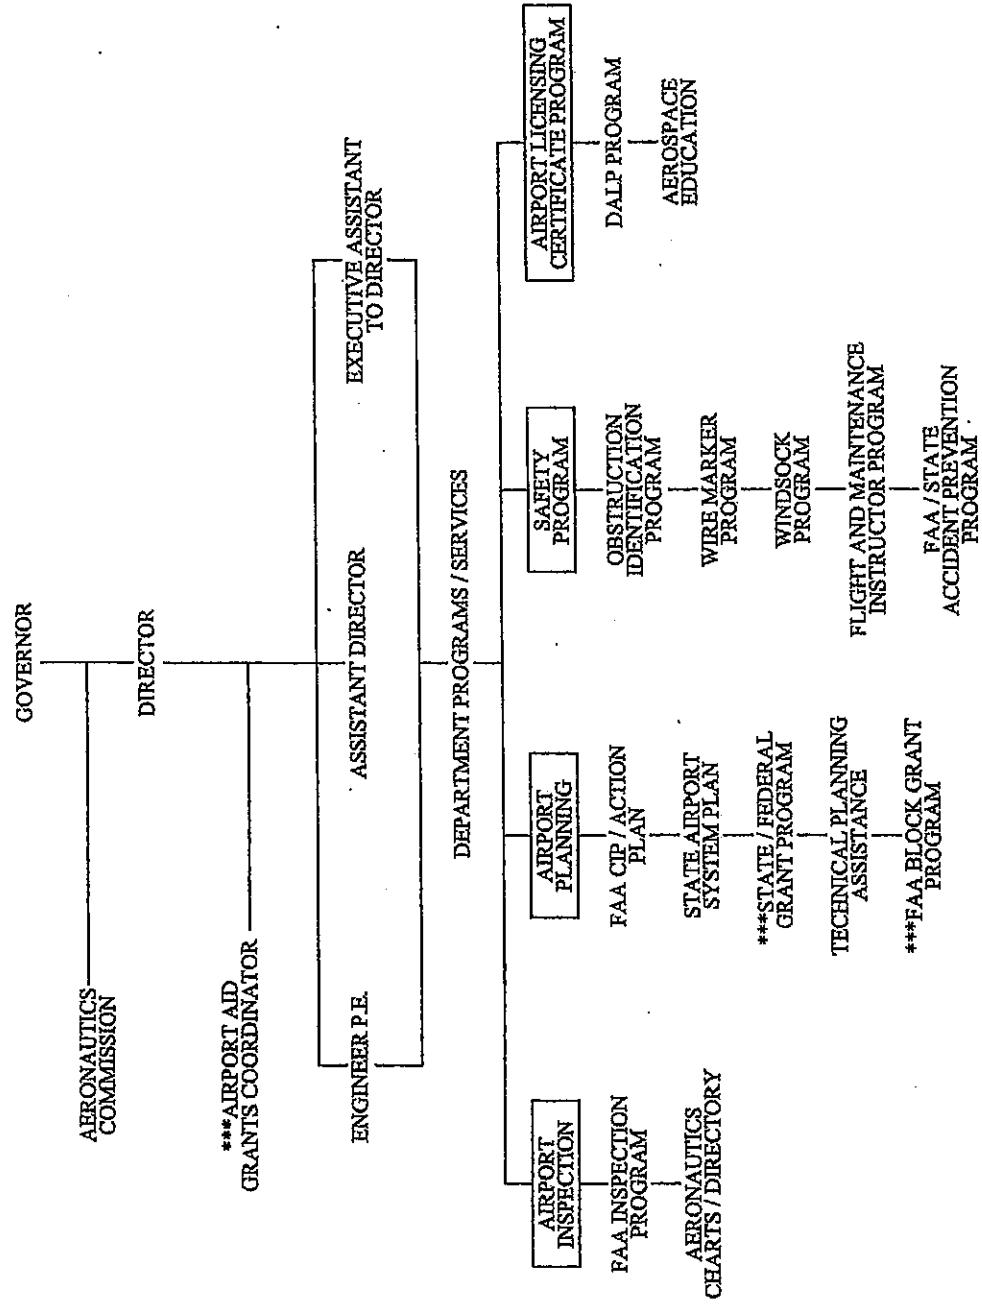 GOVERNOR
AERONAUTICS
COMMISSION
DIRECTOR
***AIRPORT AID
GRANTS COORDINATOR
ENGINEER P.E.
ASSISTANT DIRECTOR
EXECUTIVE ASSISTANT
TO DIRECTOR
DEPARTMENT PROGRAMS / SERVICES
AIRPORT
INSPECTION
FAA INSPECTION
PROGRAM
AERONAUTICS
CHARTS / DIRECTORY
AIRPORT
PLANNING
FAA CIP / ACTION
PLAN
STATE AIRPORT
SYSTEM PLAN
***STATE / FEDERAL
GRANT PROGRAM
TECHNICAL PLANNING
ASSISTANCE
***FAA BLOCK GRANT
PROGRAM
SAFETY
PROGRAM
OBSTRUCTION
IDENTIFICATION
PROGRAM
WIRE MARKER
PROGRAM
WINDSOCK
PROGRAM
FLIGHT AND MAINTENANCE
INSTRUCTOR PROGRAM
FAA / STATE
ACCIDENT PREVENTION
PROGRAM
AIRPORT LICENSING
CERTIFICATE PROGRAM
DALP PROGRAM
AEROSPACE
EDUCATION